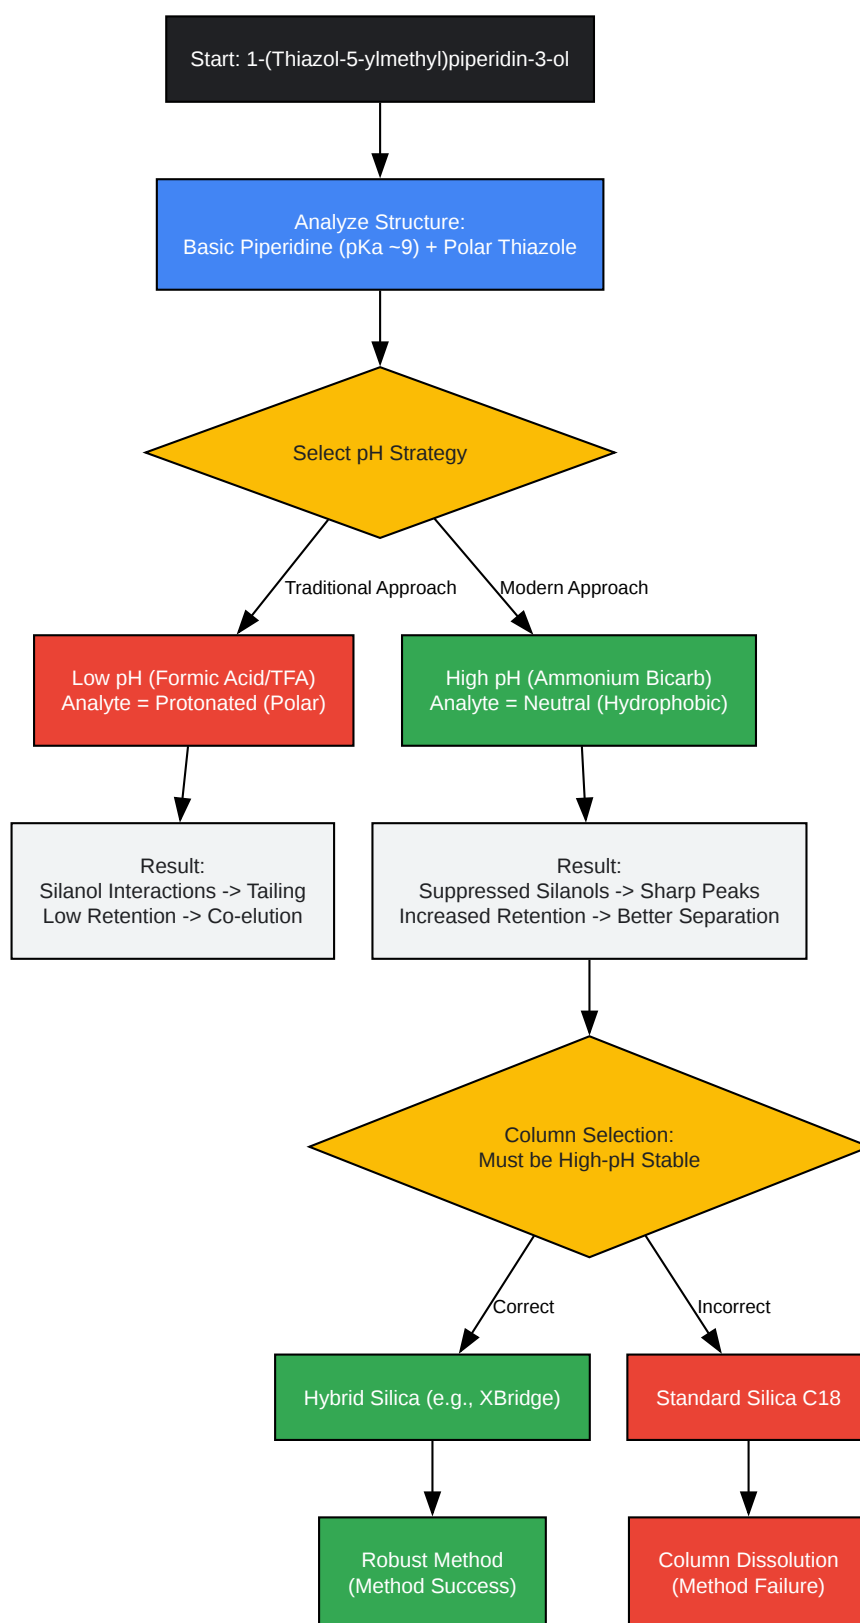 Start: 1-(Thiazol-5-ylmethyl)piperidin-3-ol
Analyze Structure:
Basic Piperidine (pKa ~9) + Polar Thiazole
Select pH Strategy
Traditional Approach
Modern Approach
Low pH (Formic Acid/TFA)
Analyte = Protonated (Polar)
High pH (Ammonium Bicarb)
Analyte = Neutral (Hydrophobic)
Result:
Silanol Interactions -> Tailing
Low Retention -> Co-elution
Result:
Suppressed Silanols -> Sharp Peaks
Increased Retention -> Better Separation
Column Selection:
Must be High-pH Stable
Correct
Incorrect
Hybrid Silica (e.g., XBridge)
Standard Silica C18
Robust Method
(Method Success)
Column Dissolution
(Method Failure)